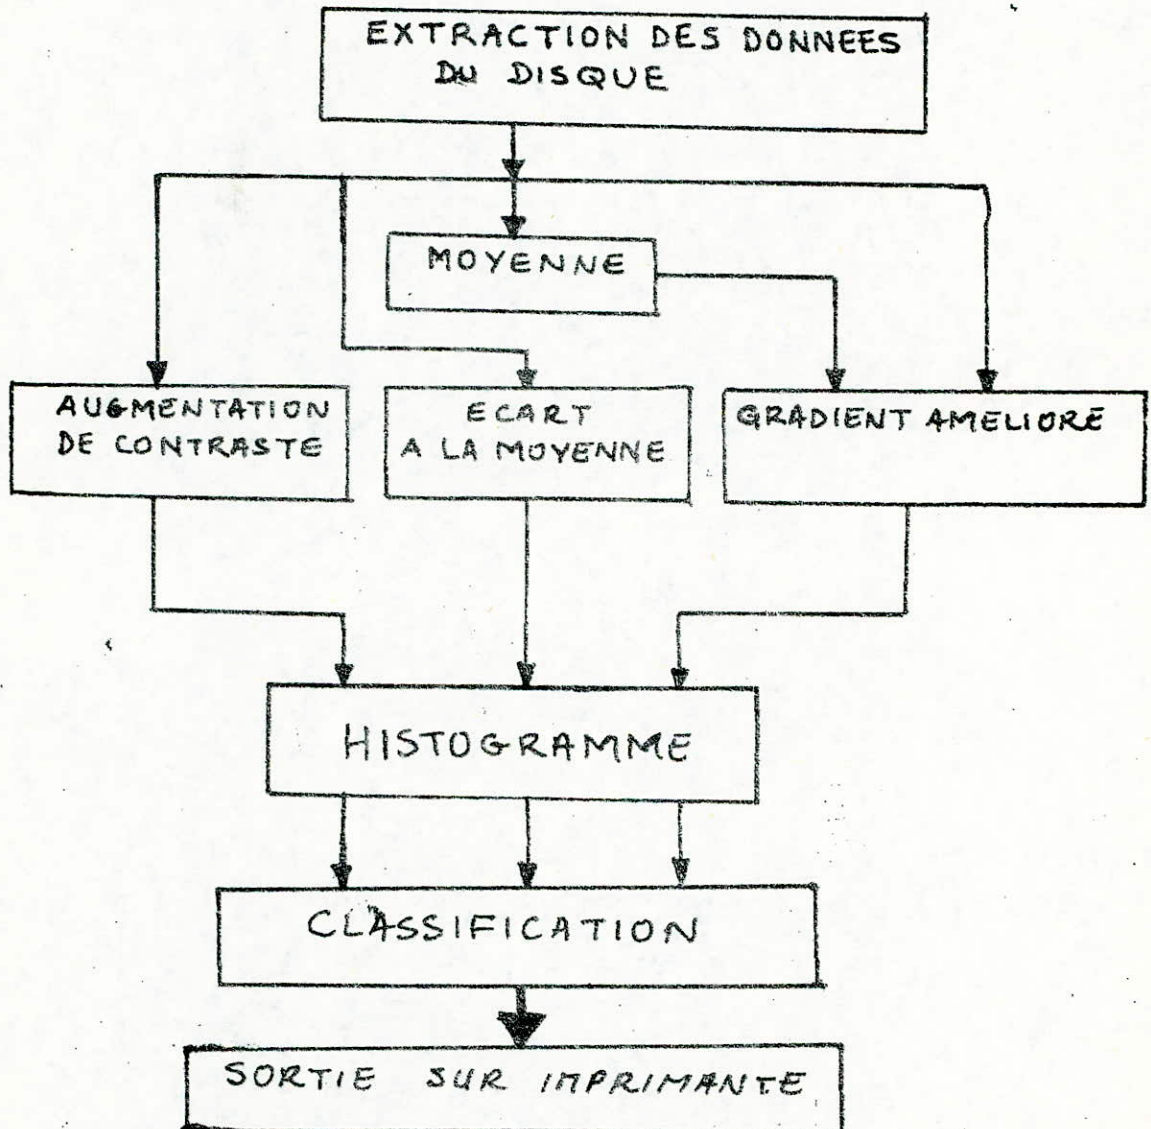 EXTRACTION DES DONNEES
DU DISQUE
MOYENNE
AUGMENTATION
DE CONTRASTE
ECART
A LA MOYENNE
GRADIENT AMELIORE
HISTOGRAMME
CLASSIFICATION
SORTIE SUR IMPRIMANTE